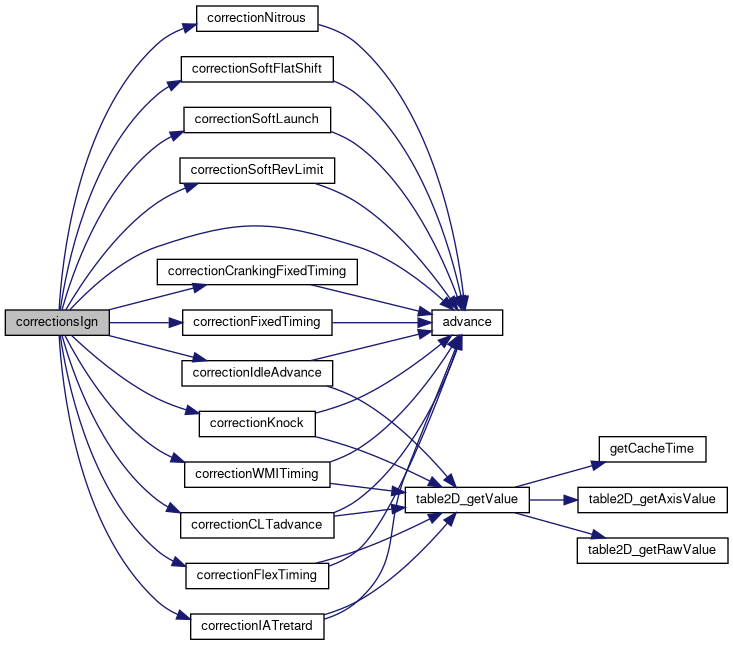 correctionNitrous
correctionSoftFlatShift
correctionSoftLaunch
correctionSoftRevLimit
correctionCrankingFixedTiming
correctionsIgn
correctionFixedTiming
advance
correctionIdleAdvance
correctionKnock
getCacheTime
correctionWMITiming
table2D_getValue
table2D_getAxisValue
correctionCLTadvance
table2D_getRawValue
correctionFlexTiming
correctionIATretard